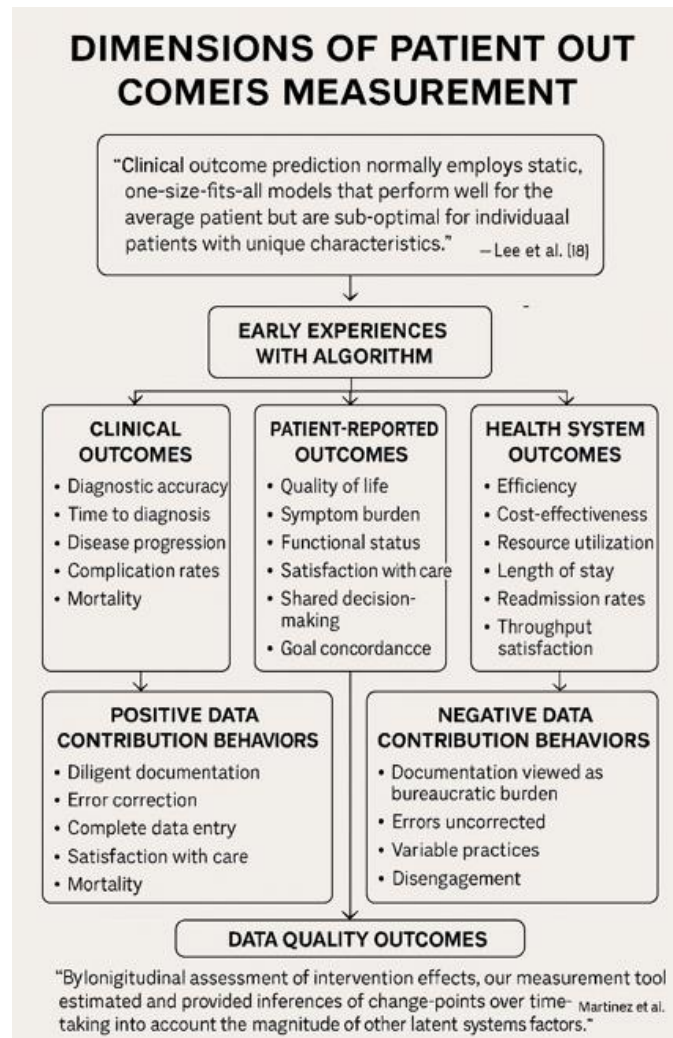 DIMENSIONS OF PATIENT OUT
COMEIS MEASUREMENT
“Clinical outcome prediction normally employs static,
one-size-fits-all models that perform well for the
average patient but are sub-optimal for individuaal
patients with unique characteristics.”
—Lee et al. [18]
EARLY EXPERIENCES
WITH ALGORITHM
CLINICAL
OUTCOMES
• Diagnostic accuracy
• Time to diagnosis
• Disease progression
• Complication rates
• Mortality
PATIENT-REPORTED
OUTCOMES
• Quality of life
• Symptom burden
• Functional status
• Satisfaction with care
• Shared decision-
making
• Goal concordancce
HEALTH SYSTEM
OUTCOMES
• Efficiency
• Cost-effectiveness
• Resource utilization
• Length of stay
• Readmission rates
• Throughput
satisfaction
POSITIVE DATA
CONTRIBUTION BEHAVIORS
• Diligent documentation
• Error correction
• Complete data entry
• Satisfaction with care
• Mortality
NEGATIVE DATA
CONTRIBUTION BEHAVIORS
• Documentation viewed as
bureaucratic burden
• Errors uncorrected
• Variable practices
• Disengagement
DATA QUALITY OUTCOMES
“Bylonigitudinal assessment of intervention effects, our measurement tool
estimated and provided inferences of change-points over time- Martinez et al.
taking into account the magnitude of other latent systems factors.”